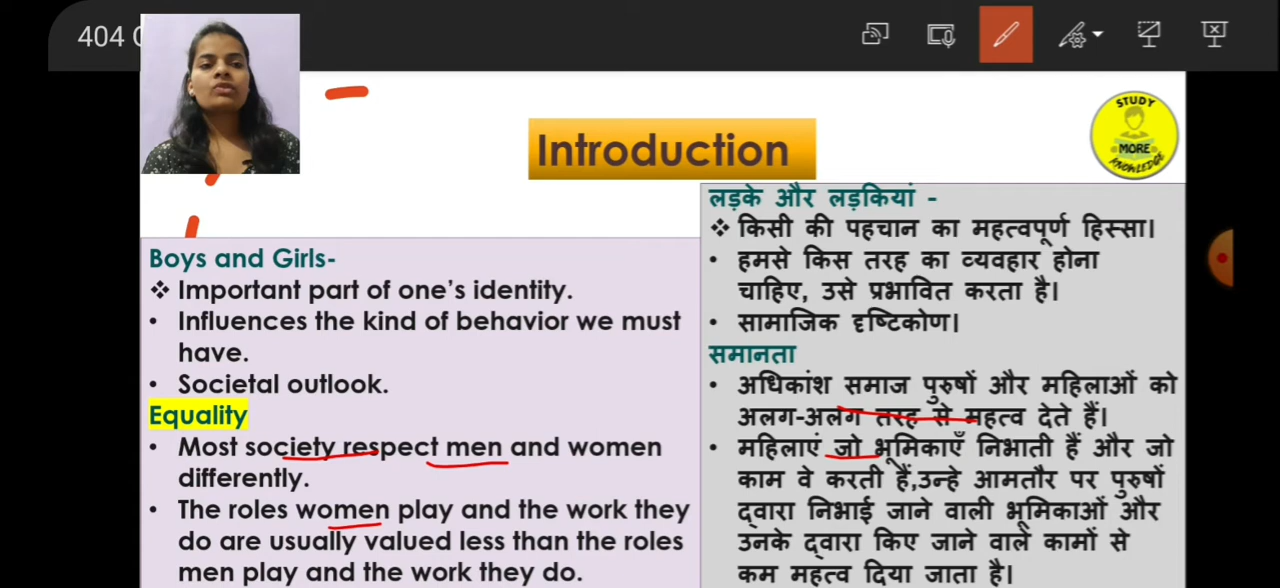 404
Introduction
STUDY
MORE
KNOWLEDGE
Boys and Girls-
❖ Important part of one's identity.
• Influences the kind of behavior we must
have.
• Societal outlook.
Equality
• Most society respect men and women
differently.
• The roles women play and the work they
do are usually valued less than the roles
men play and the work they do.
लड़के और लड़कियां -
❖ किसी की पहचान का महत्वपूर्ण हिस्सा।
• हमसे किस तरह का व्यवहार होना
चाहिए, उसे प्रभावित करता है।
• सामाजिक दृष्टिकोण।
समानता
• अधिकांश समाज पुरुषों और महिलाओं को
अलग-अलग तरह से महत्व देते हैं।
• महिलाएं जो भूमिकाएँ निभाती हैं और जो
काम वे करती हैं,उन्हे आमतौर पर पुरुषों
द्वारा निभाई जाने वाली भूमिकाओं और
उनके द्वारा किए जाने वाले कामों से
कम महत्व दिया जाता है।